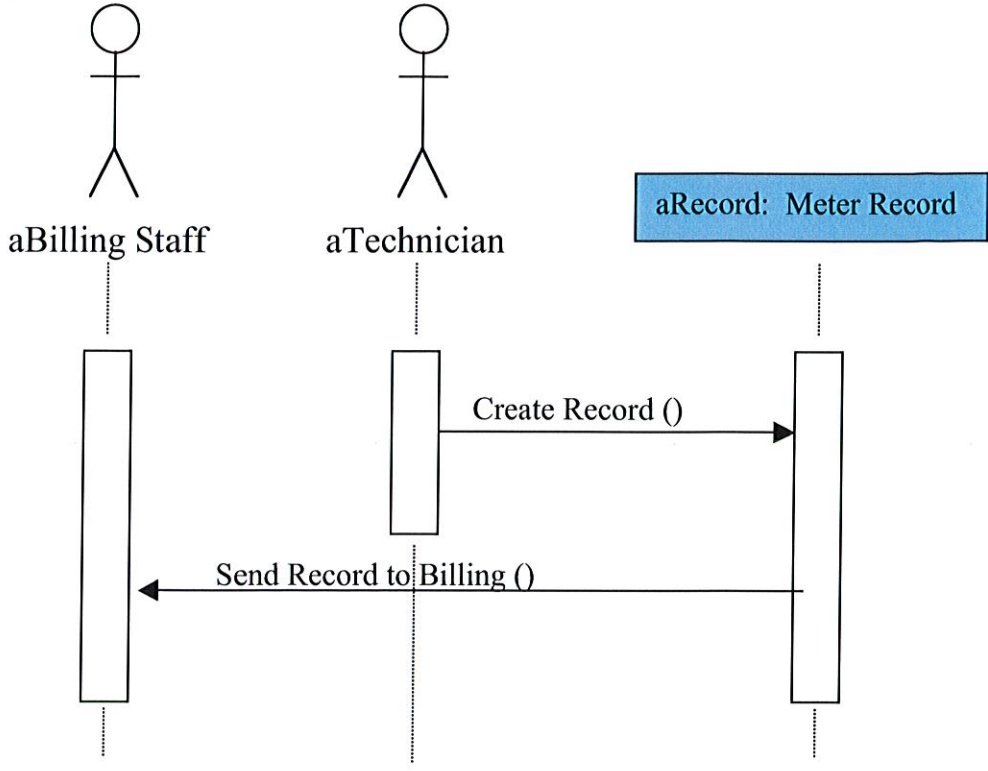 aBilling Staff
aTechnician
aRecord:  Meter Record
Create Record ()
Send Record to Billing ()